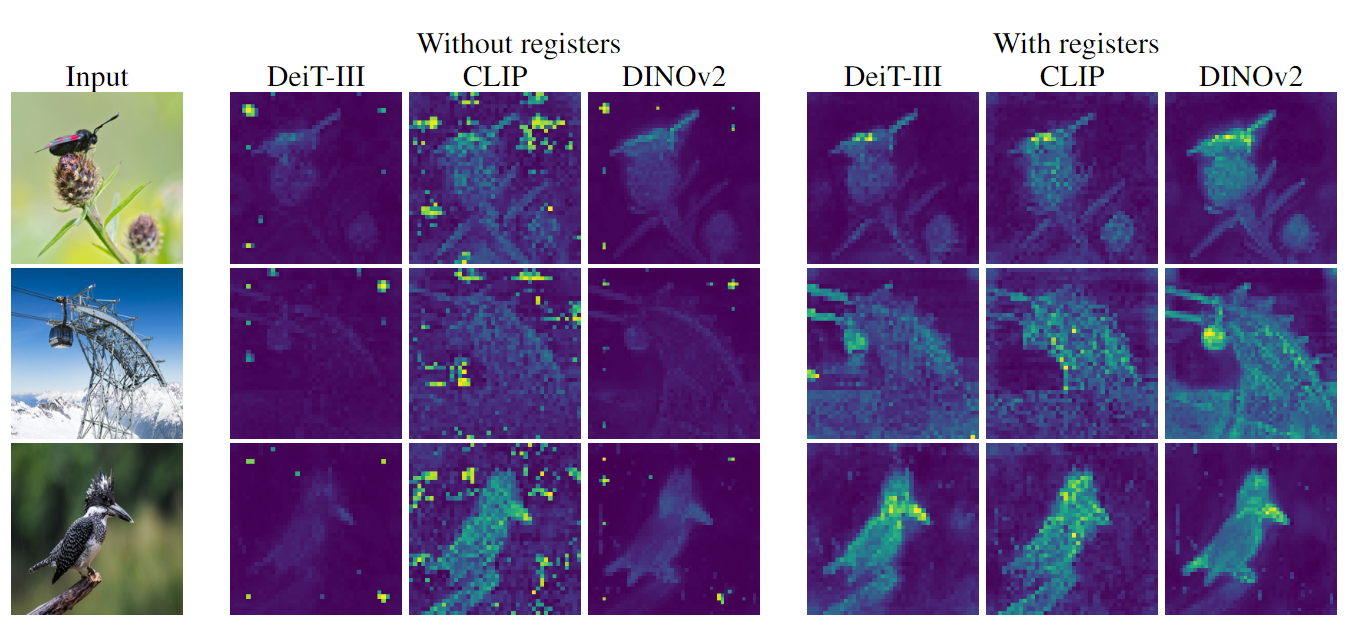 Without registers
With registers
Input
DeiT-III
CLIP
DINOv2
DeiT-III
CLIP
DINOv2